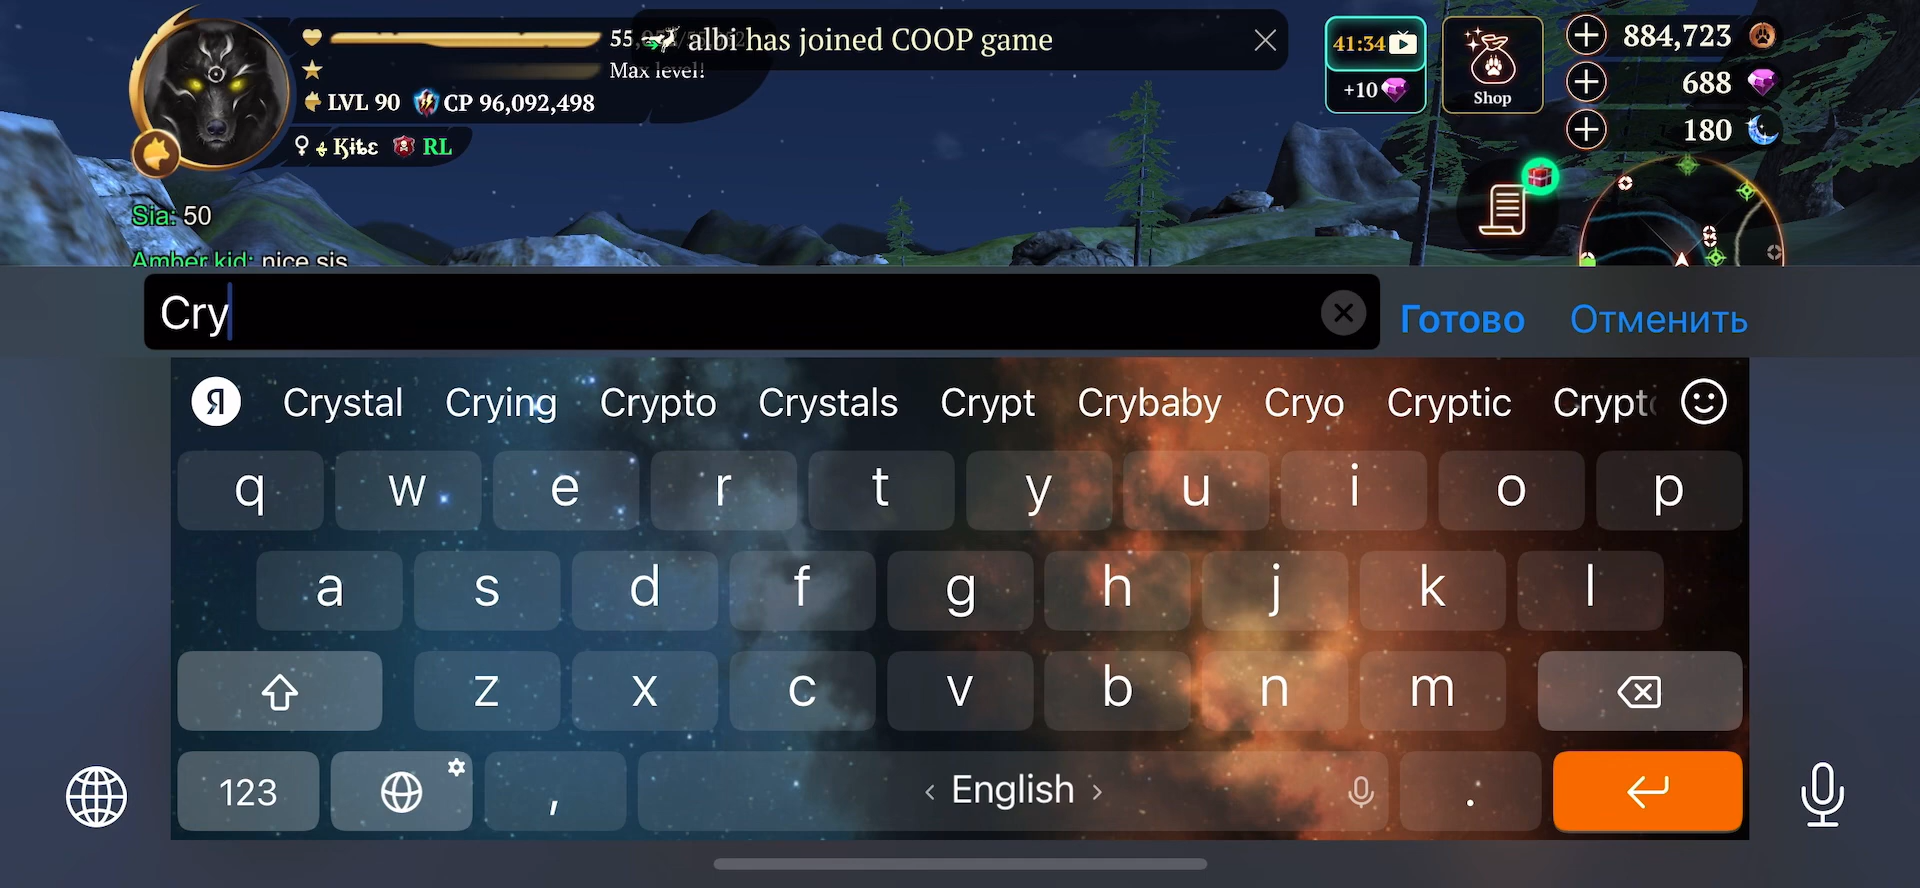 albi has joined COOP game
55,
Max level!
LVL 90 CP 96,092,498
Ӄɨȶꞓ RL
41:34
+10
Shop
884,723
688
180
Sia: 50
Amber kid: nice sis
Cry
Готово Отменить
Я Crystal Crying Crypto Crystals Crypt Crybaby Cryo Cryptic
q w e r t y u i o p
a s d f g h j k l
z x c v b n m
123 , English .